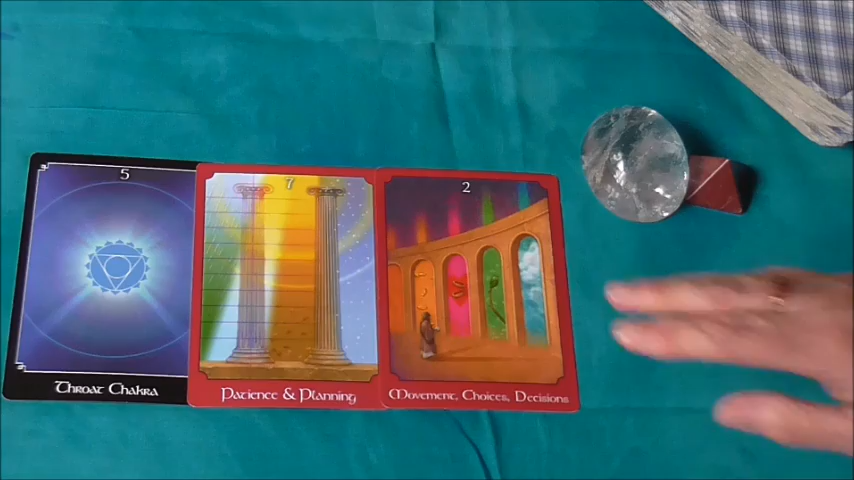 5
7
2
Throat Chakra
Patience & Planning
Movement, Choices, Decisions